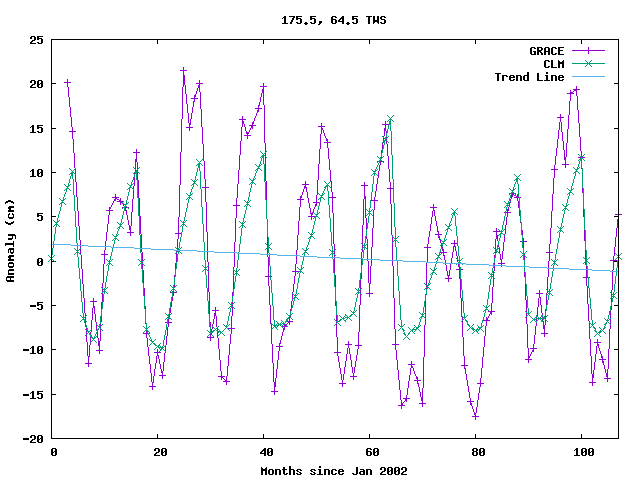 175.5, 64.5 TWS
GRACE
CLM
Trend Line
25
20
15
10
5
0
-5
-10
-15
-20
Anomaly (cm)
0 20 40 60 80 100
Months since Jan 2002